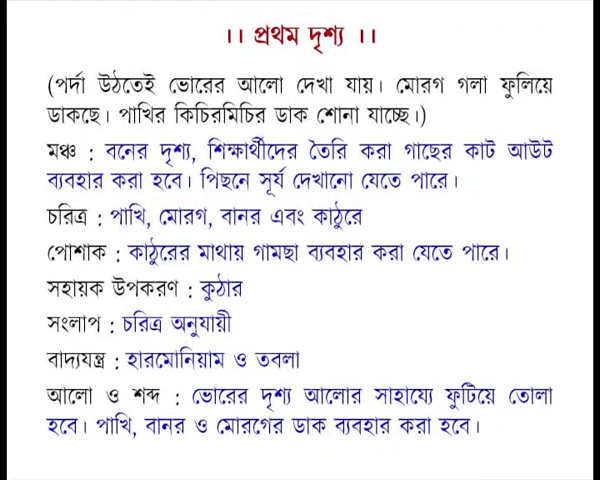 ।। প্রথম দৃশ্য ।।
(পর্দা উঠতেই ভোরের আলো দেখা যায়। মোরগ গলা ফুলিয়ে
ডাকছে। পাখির কিচিরমিচির ডাক শোনা যাচ্ছে।)
মঞ্চ : বনের দৃশ্য, শিক্ষার্থীদের তৈরি করা গাছের কাট আউট
ব্যবহার করা হবে। পিছনে সূর্য দেখানো যেতে পারে।
চরিত্র : পাখি, মোরগ, বানর এবং কাঠুরে
পোশাক : কাঠুরের মাথায় গামছা ব্যবহার করা যেতে পারে।
সহায়ক উপকরণ : কুঠার
সংলাপ : চরিত্র অনুযায়ী
বাদ্যযন্ত্র : হারমোনিয়াম ও তবলা
আলো ও শব্দ : ভোরের দৃশ্য আলোর সাহায্যে ফুটিয়ে তোলা
হবে। পাখি, বানর ও মোরগের ডাক ব্যবহার করা হবে।